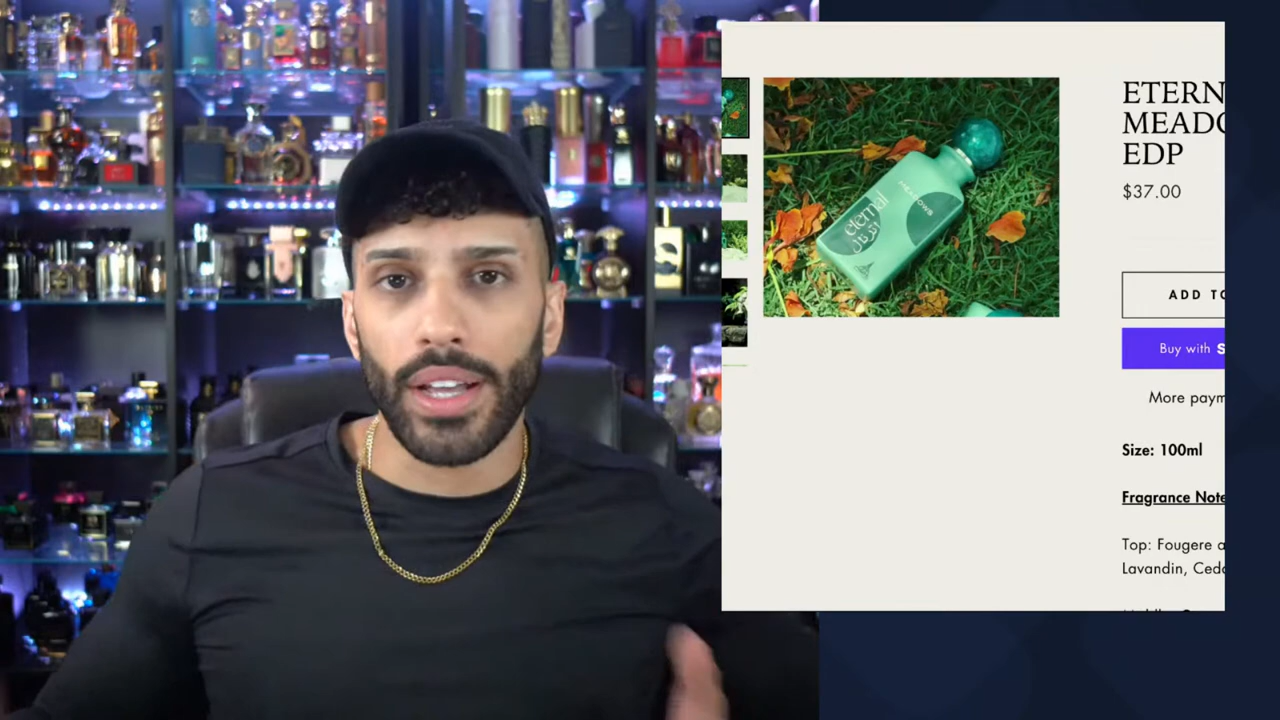 ETERN
MEADO
EDP
$37.00
ADD TO
Buy with S
More paym
Size: 100ml
Fragrance Note
Top: Fougere a
Lavandin, Ceda
MEADOWS
eternal